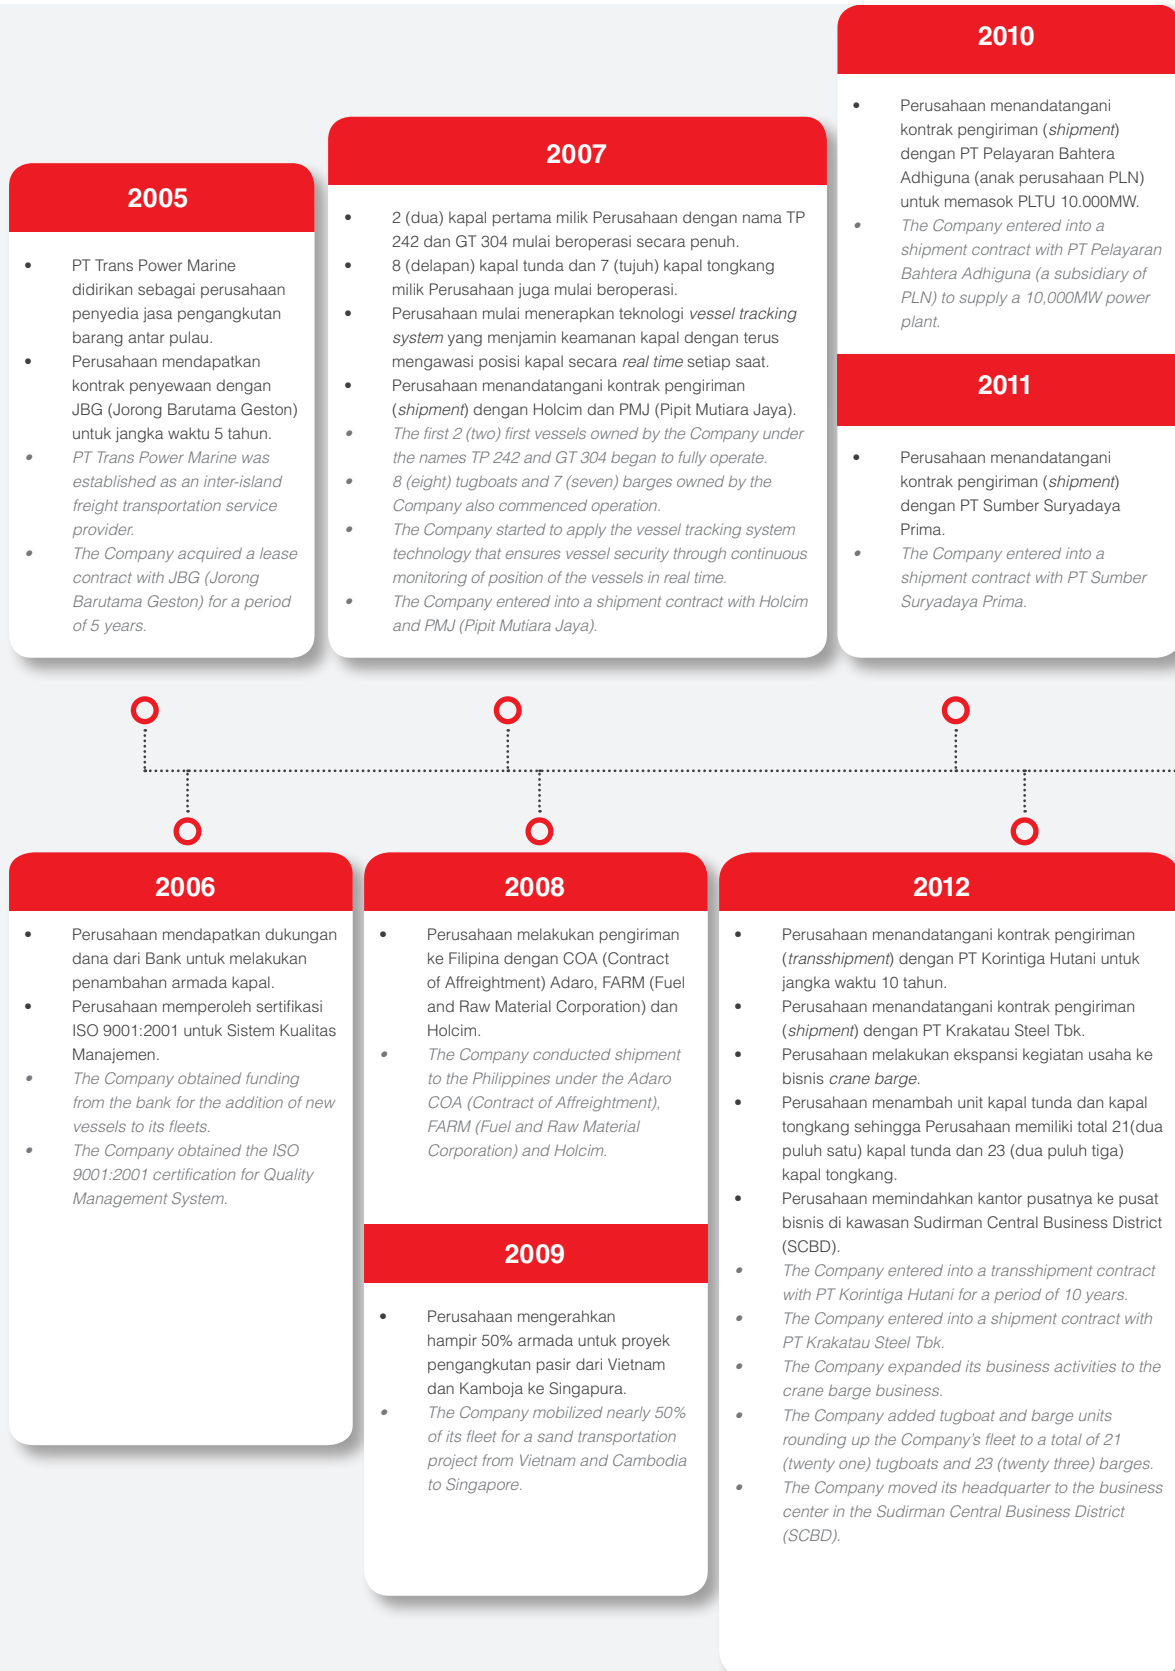 2005
• PT Trans Power Marine
didirikan sebagai perusahaan
penyedia jasa pengangkutan
barang antar pulau.
• Perusahaan mendapatkan
kontrak penyewaan dengan
JBG (Jorong Barutama Geston)
untuk jangka waktu 5 tahun.
• PT Trans Power Marine was
established as an inter-island
freight transportation service
provider.
• The Company acquired a lease
contract with JBG (Jorong
Barutama Geston) for a period
of 5 years.
2007
• 2 (dua) kapal pertama milik Perusahaan dengan nama TP
242 dan GT 304 mulai beroperasi secara penuh.
• 8 (delapan) kapal tunda dan 7 (tujuh) kapal tongkang
milik Perusahaan juga mulai beroperasi.
• Perusahaan mulai menerapkan teknologi vessel tracking
system yang menjamin keamanan kapal dengan terus
mengawasi posisi kapal secara real time setiap saat.
• Perusahaan menandatangani kontrak pengiriman
(shipment) dengan Holcim dan PMJ (Pipit Mutiara Jaya).
• The first 2 (two) first vessels owned by the Company under
the names TP 242 and GT 304 began to fully operate.
• 8 (eight) tugboats and 7 (seven) barges owned by the
Company also commenced operation.
• The Company started to apply the vessel tracking system
technology that ensures vessel security through continuous
monitoring of position of the vessels in real time.
• The Company entered into a shipment contract with Holcim
and PMJ (Pipit Mutiara Jaya).
2010
• Perusahaan menandatangani
kontrak pengiriman (shipment)
dengan PT Pelayaran Bahtera
Adhiguna (anak perusahaan PLN)
untuk memasok PLTU 10.000MW.
• The Company entered into a
shipment contract with PT Pelayaran
Bahtera Adhiguna (a subsidiary of
PLN) to supply a 10,000MW power
plant.
2011
• Perusahaan menandatangani
kontrak pengiriman (shipment)
dengan PT Sumber Suryadaya
Prima.
• The Company entered into a
shipment contract with PT Sumber
Suryadaya Prima.
2006
• Perusahaan mendapatkan dukungan
dana dari Bank untuk melakukan
penambahan armada kapal.
• Perusahaan memperoleh sertifikasi
ISO 9001:2001 untuk Sistem Kualitas
Manajemen.
• The Company obtained funding
from the bank for the addition of new
vessels to its fleets.
• The Company obtained the ISO
9001:2001 certification for Quality
Management System.
2008
• Perusahaan melakukan pengiriman
ke Filipina dengan COA (Contract
of Affreightment) Adaro, FARM (Fuel
and Raw Material Corporation) dan
Holcim.
• The Company conducted shipment
to the Philippines under the Adaro
COA (Contract of Affreightment),
FARM (Fuel and Raw Material
Corporation) and Holcim.
2009
• Perusahaan mengerahkan
hampir 50% armada untuk proyek
pengangkutan pasir dari Vietnam
dan Kamboja ke Singapura.
• The Company mobilized nearly 50%
of its fleet for a sand transportation
project from Vietnam and Cambodia
to Singapore.
2012
• Perusahaan menandatangani kontrak pengiriman
(transshipment) dengan PT Korintiga Hutani untuk
jangka waktu 10 tahun.
• Perusahaan menandatangani kontrak pengiriman
(shipment) dengan PT Krakatau Steel Tbk.
• Perusahaan melakukan ekspansi kegiatan usaha ke
bisnis crane barge.
• Perusahaan menambah unit kapal tunda dan kapal
tongkang sehingga Perusahaan memiliki total 21(dua
puluh satu) kapal tunda dan 23 (dua puluh tiga)
kapal tongkang.
• Perusahaan memindahkan kantor pusatnya ke pusat
bisnis di kawasan Sudirman Central Business District
(SCBD).
• The Company entered into a transshipment contract
with PT Korintiga Hutani for a period of 10 years.
• The Company entered into a shipment contract with
PT Krakatau Steel Tbk.
• The Company expanded its business activities to the
crane barge business.
• The Company added tugboat and barge units
rounding up the Company's fleet to a total of 21
(twenty one) tugboats and 23 (twenty three) barges.
• The Company moved its headquarter to the business
center in the Sudirman Central Business District
(SCBD).